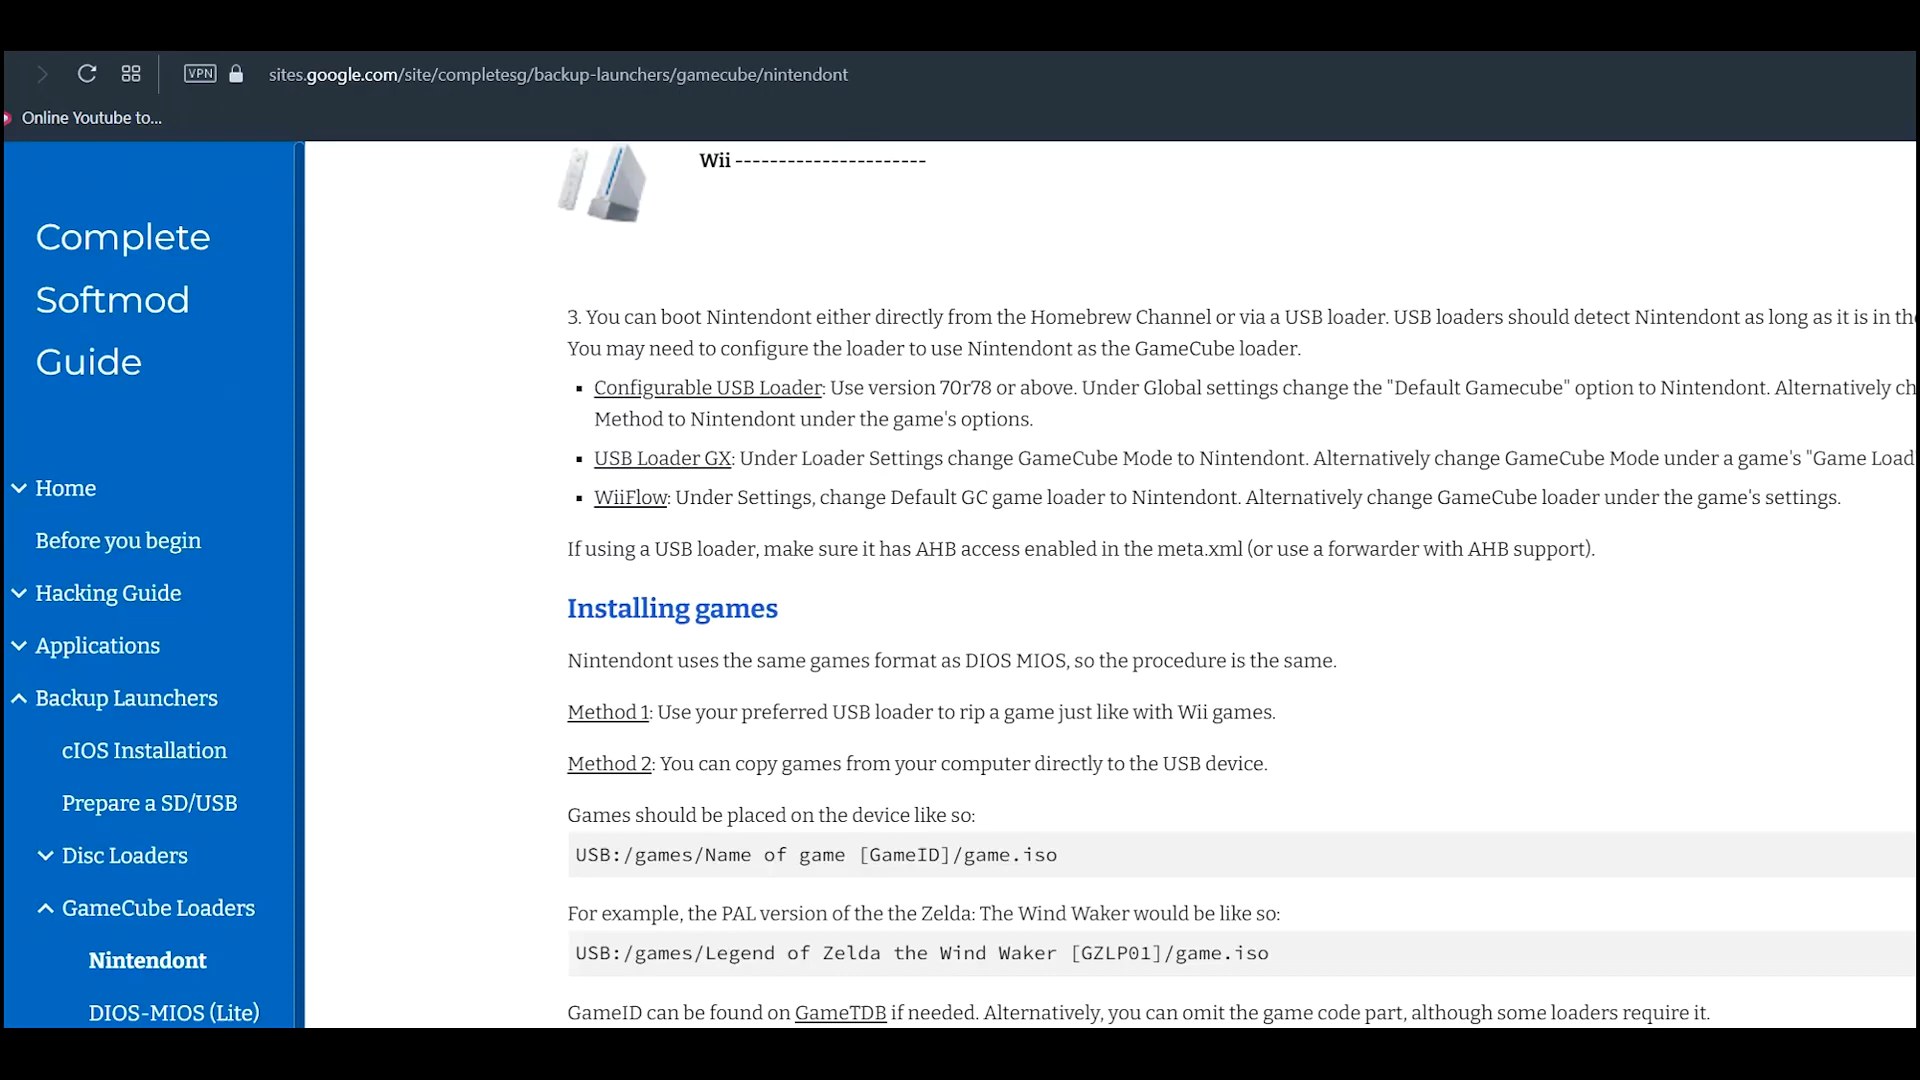 VPN
sites.google.com/site/completesg/backup-launchers/gamecube/nintendont
Online Youtube to...
Complete
Softmod
Guide
Home
Before you begin
Hacking Guide
Applications
Backup Launchers
cIOS Installation
Prepare a SD/USB
Disc Loaders
GameCube Loaders
Nintendont
DIOS-MIOS (Lite)
Wii ----------------------
3. You can boot Nintendont either directly from the Homebrew Channel or via a USB loader. USB loaders should detect Nintendont as long as it is in the
You may need to configure the loader to use Nintendont as the GameCube loader.
▪ Configurable USB Loader: Use version 70r78 or above. Under Global settings change the "Default Gamecube" option to Nintendont. Alternatively ch
Method to Nintendont under the game's options.
▪ USB Loader GX: Under Loader Settings change GameCube Mode to Nintendont. Alternatively change GameCube Mode under a game's "Game Load
▪ WiiFlow: Under Settings, change Default GC game loader to Nintendont. Alternatively change GameCube loader under the game's settings.
If using a USB loader, make sure it has AHB access enabled in the meta.xml (or use a forwarder with AHB support).
Installing games
Nintendont uses the same games format as DIOS MIOS, so the procedure is the same.
Method 1: Use your preferred USB loader to rip a game just like with Wii games.
Method 2: You can copy games from your computer directly to the USB device.
Games should be placed on the device like so:
USB:/games/Name of game [GameID]/game.iso
For example, the PAL version of the the Zelda: The Wind Waker would be like so:
USB:/games/Legend of Zelda the Wind Waker [GZLP01]/game.iso
GameID can be found on GameTDB if needed. Alternatively, you can omit the game code part, although some loaders require it.